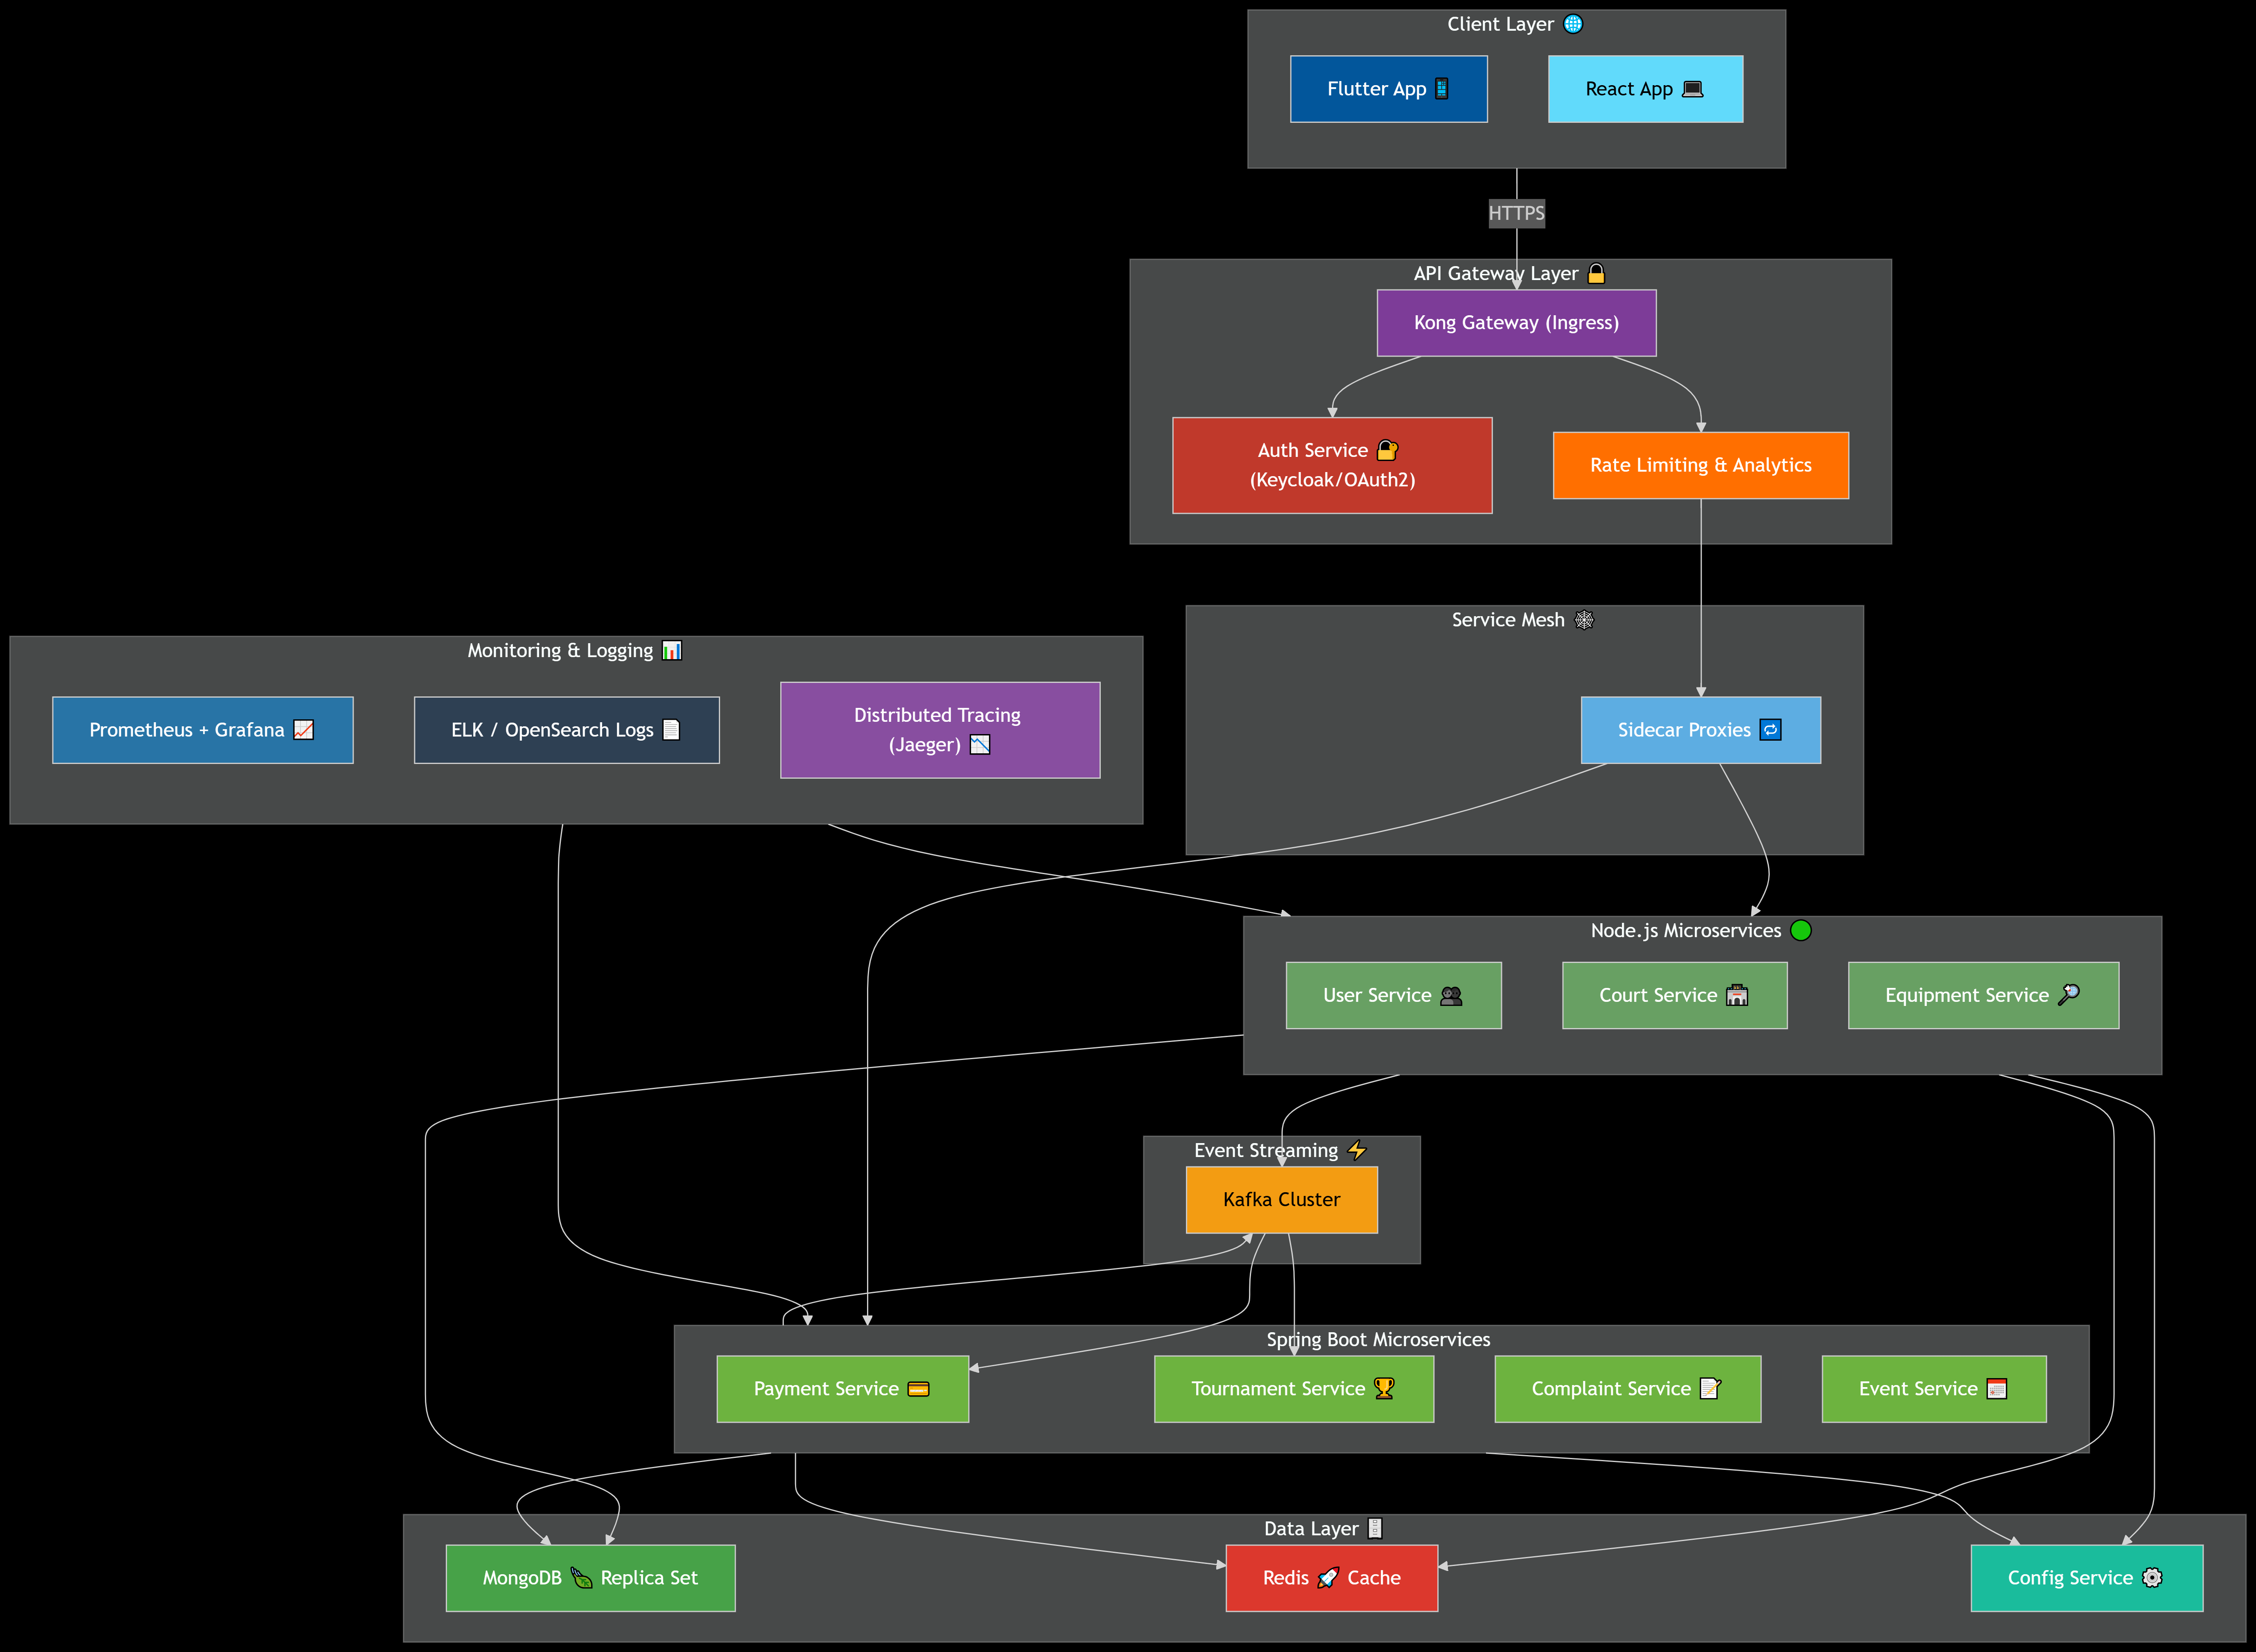 Client Layer 🌐
Flutter App 📱
React App 💻
HTTPS
API Gateway Layer 🔒
Kong Gateway (Ingress)
Auth Service 🔐
(Keycloak/OAuth2)
Rate Limiting & Analytics
Service Mesh 🕸️
Sidecar Proxies 🔁
Monitoring & Logging 📊
Prometheus + Grafana 📈
ELK / OpenSearch Logs 📄
Distributed Tracing
(Jaeger) 📉
Node.js Microservices 🟢
User Service 👥
Court Service 🏟️
Equipment Service 🎾
Event Streaming ⚡
Kafka Cluster
Spring Boot Microservices
Payment Service 💳
Tournament Service 🏆
Complaint Service 📝
Event Service 📅
Data Layer 🗄️
MongoDB 🍃 Replica Set
Redis 🚀 Cache
Config Service ⚙️